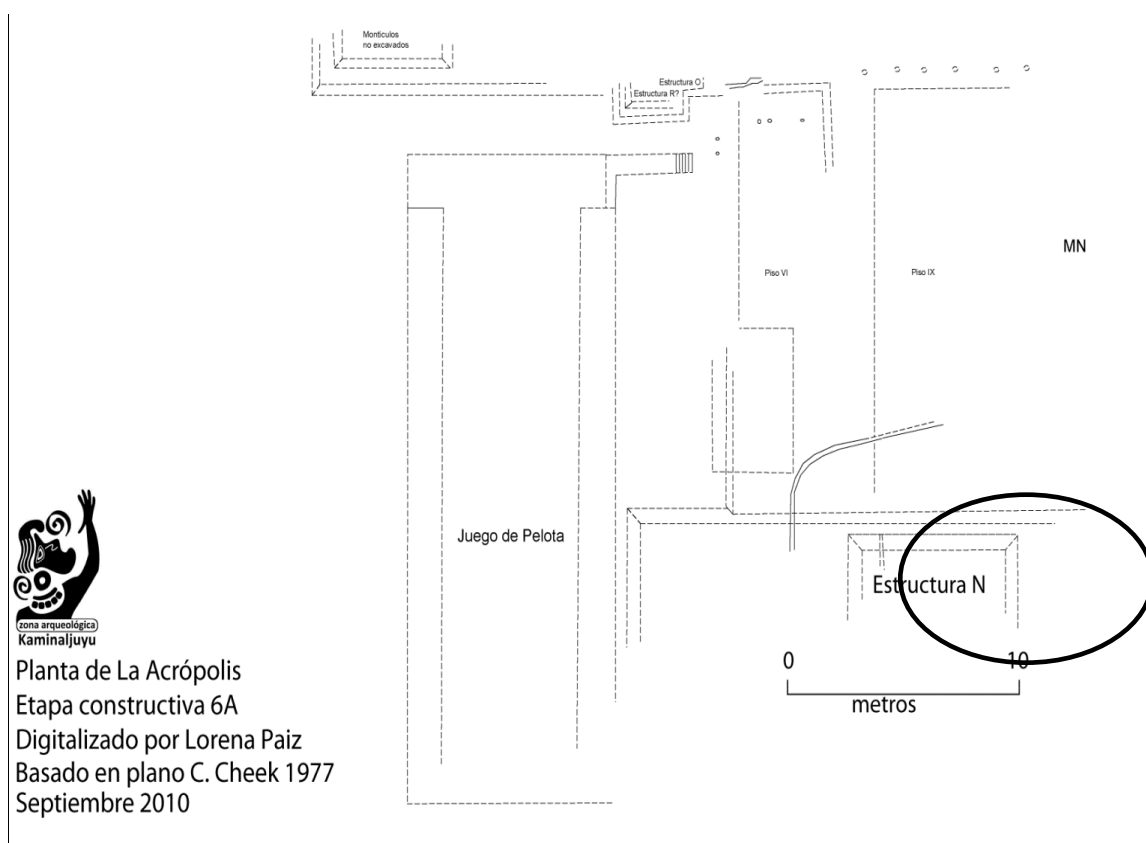 Montículos
no excavados
Estructura O
Estructura R?
MN
Piso VI
Piso IX
Juego de Pelota
Estructura N
0 10
metros
zona arqueológica
Kaminaljuyu
Planta de La Acrópolis
Etapa constructiva 6A
Digitalizado por Lorena Paiz
Basado en plano C. Cheek 1977
Septiembre 2010